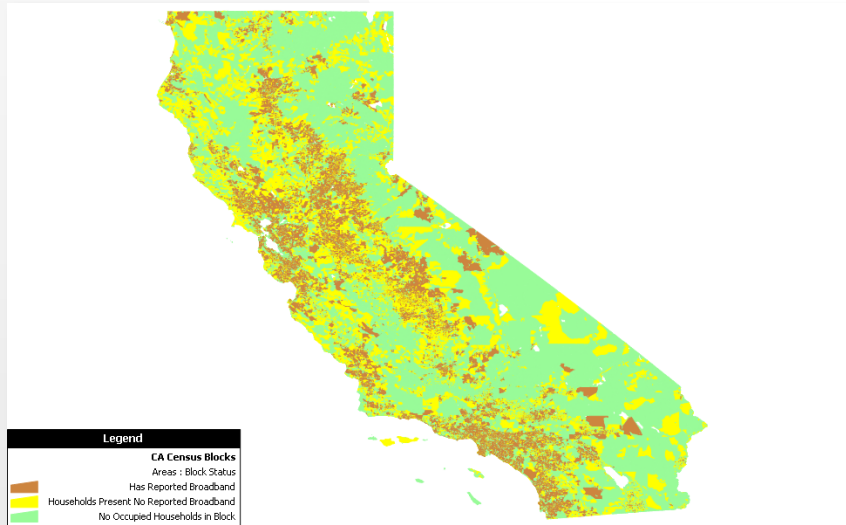 Legend
CA Census Blocks
Areas : Block Status
Has Reported Broadband
Households Present No Reported Broadband
No Occupied Households in Block